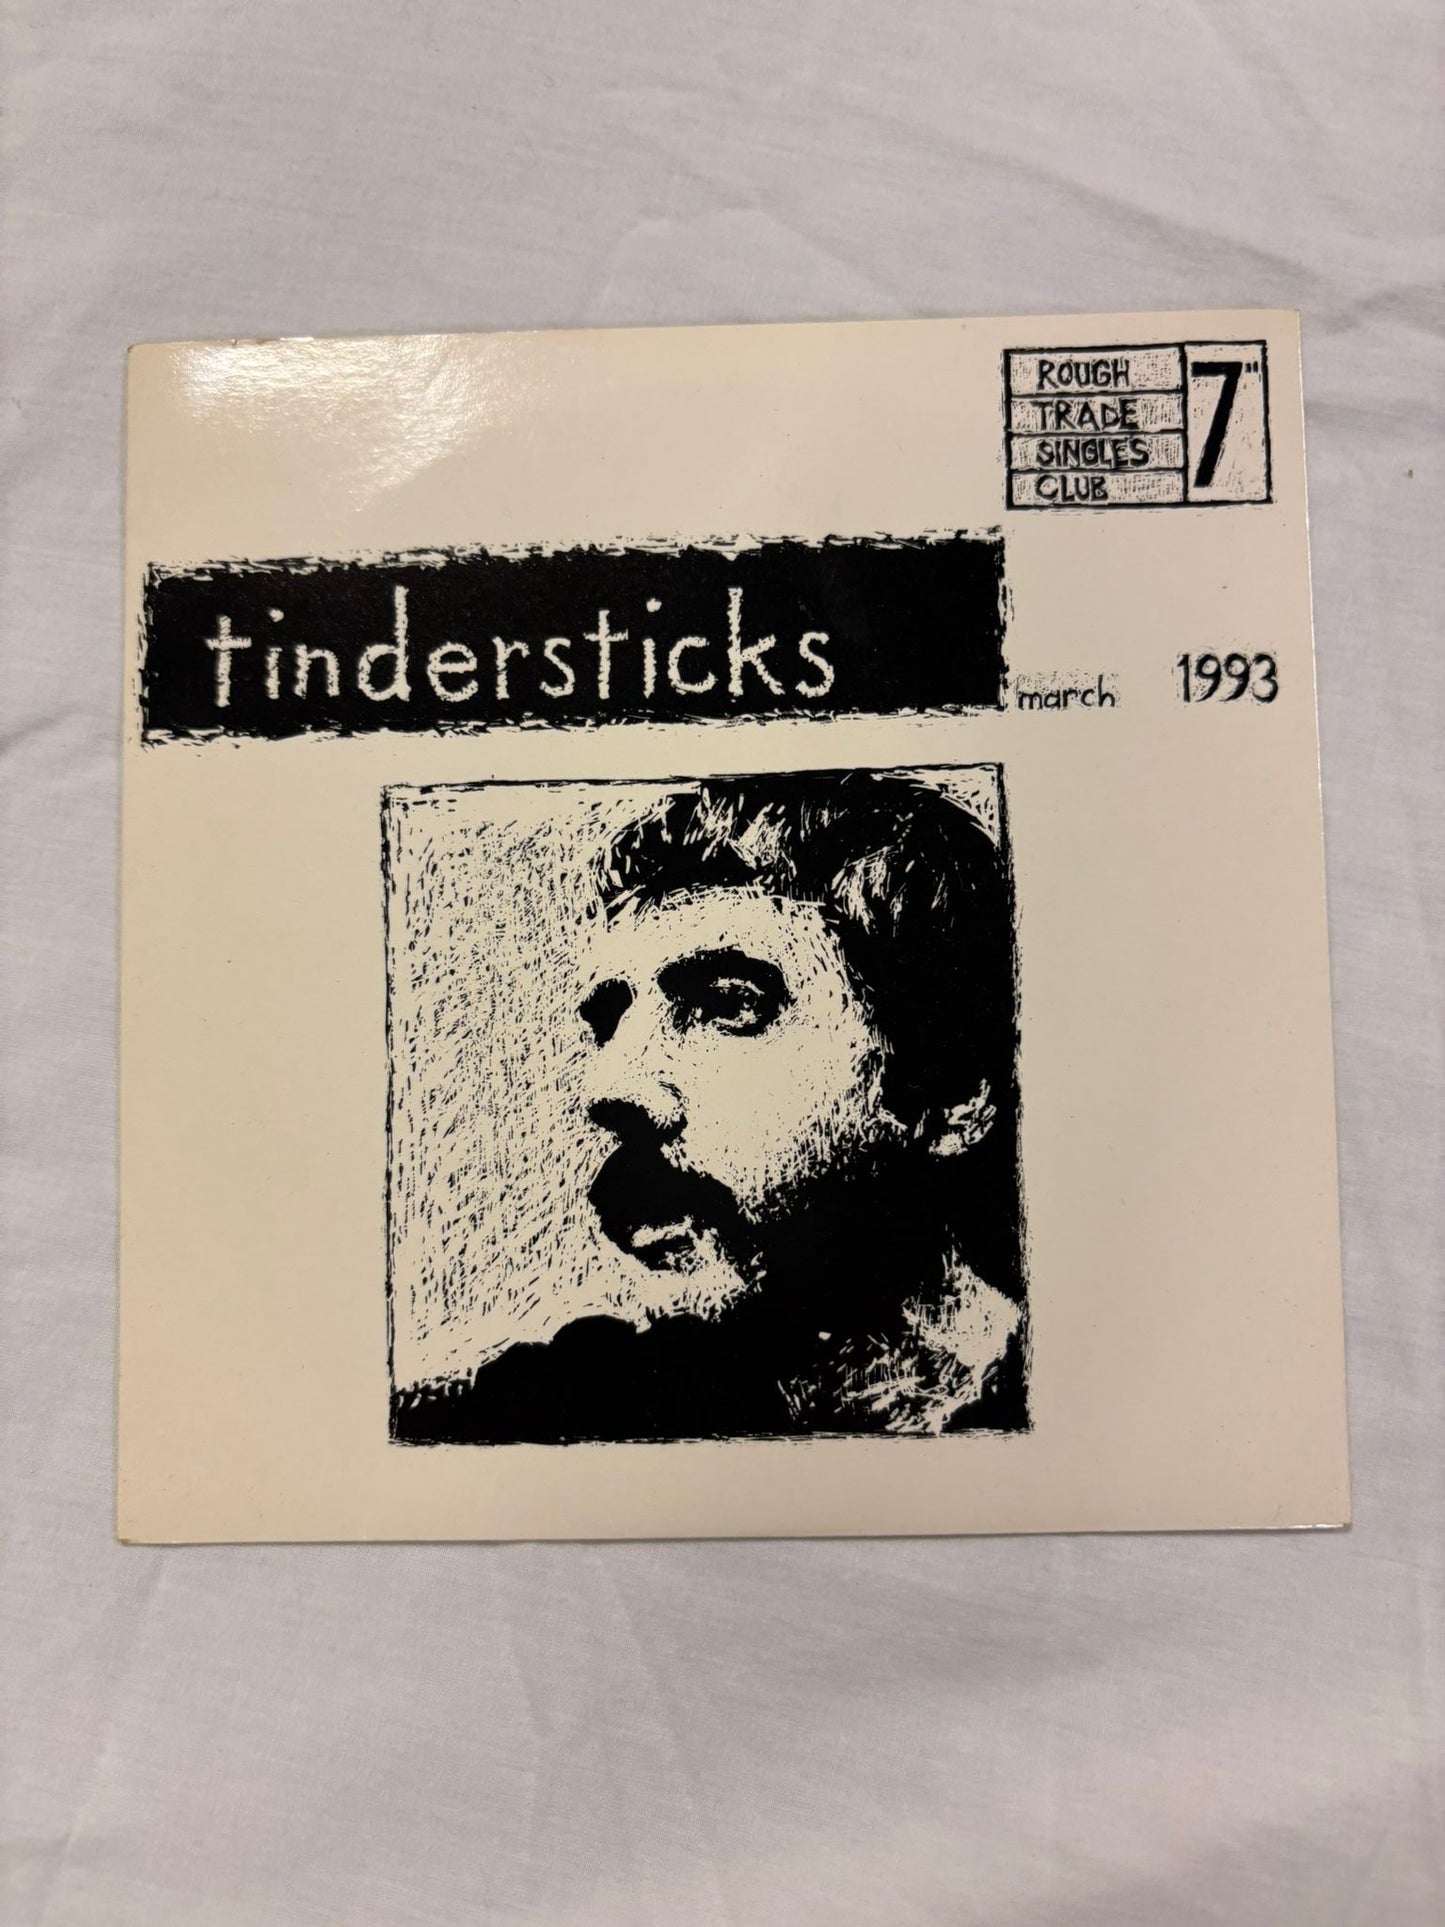 ROUGH
TRADE
SINGLES
CLUB
7"
tindersticks
march 1993